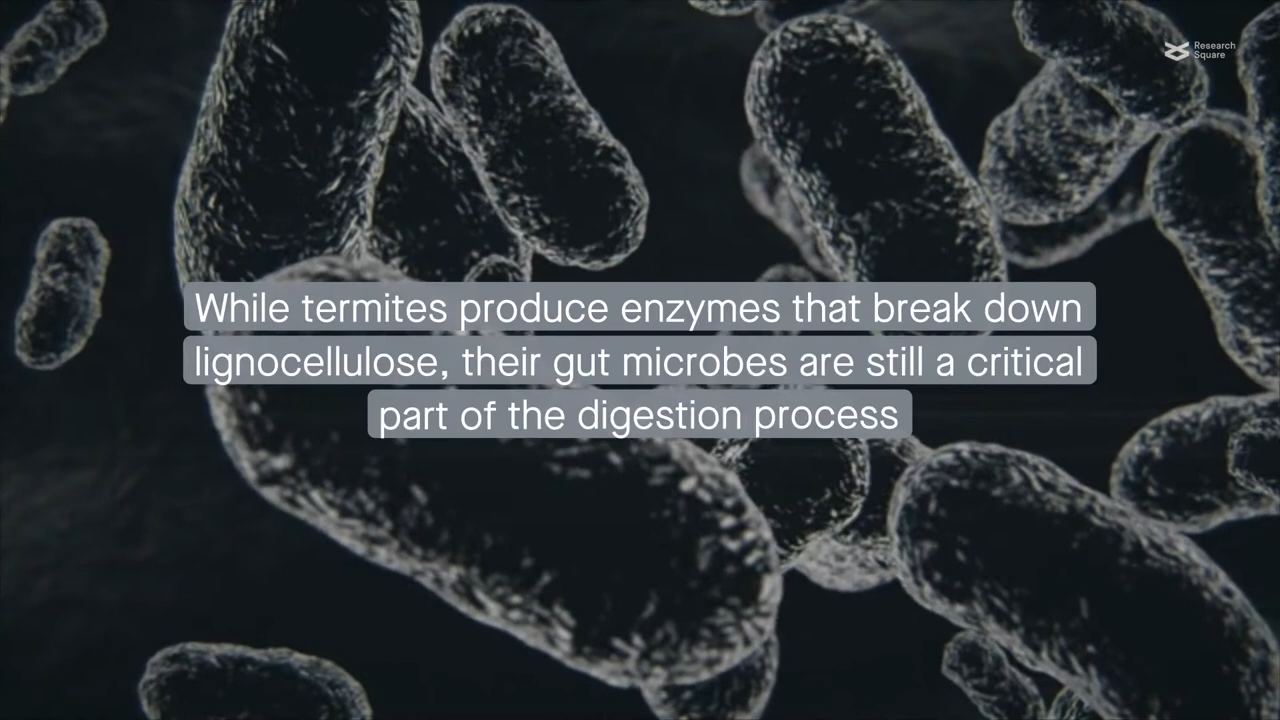 Research
Square
While termites produce enzymes that break down
lignocellulose, their gut microbes are still a critical
part of the digestion process